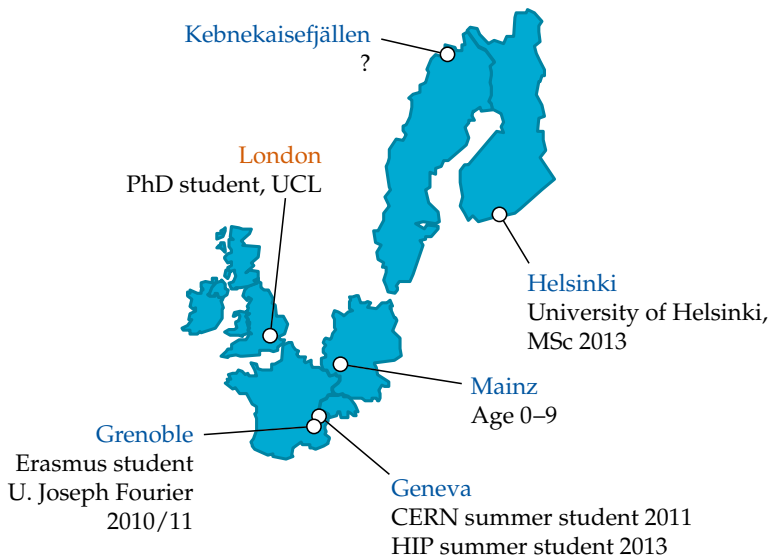 Kebnekaisefjällen
?
London
PhD student, UCL
Helsinki
University of Helsinki,
MSc 2013
Mainz
Age 0–9
Grenoble
Erasmus student
U. Joseph Fourier
2010/11
Geneva
CERN summer student 2011
HIP summer student 2013